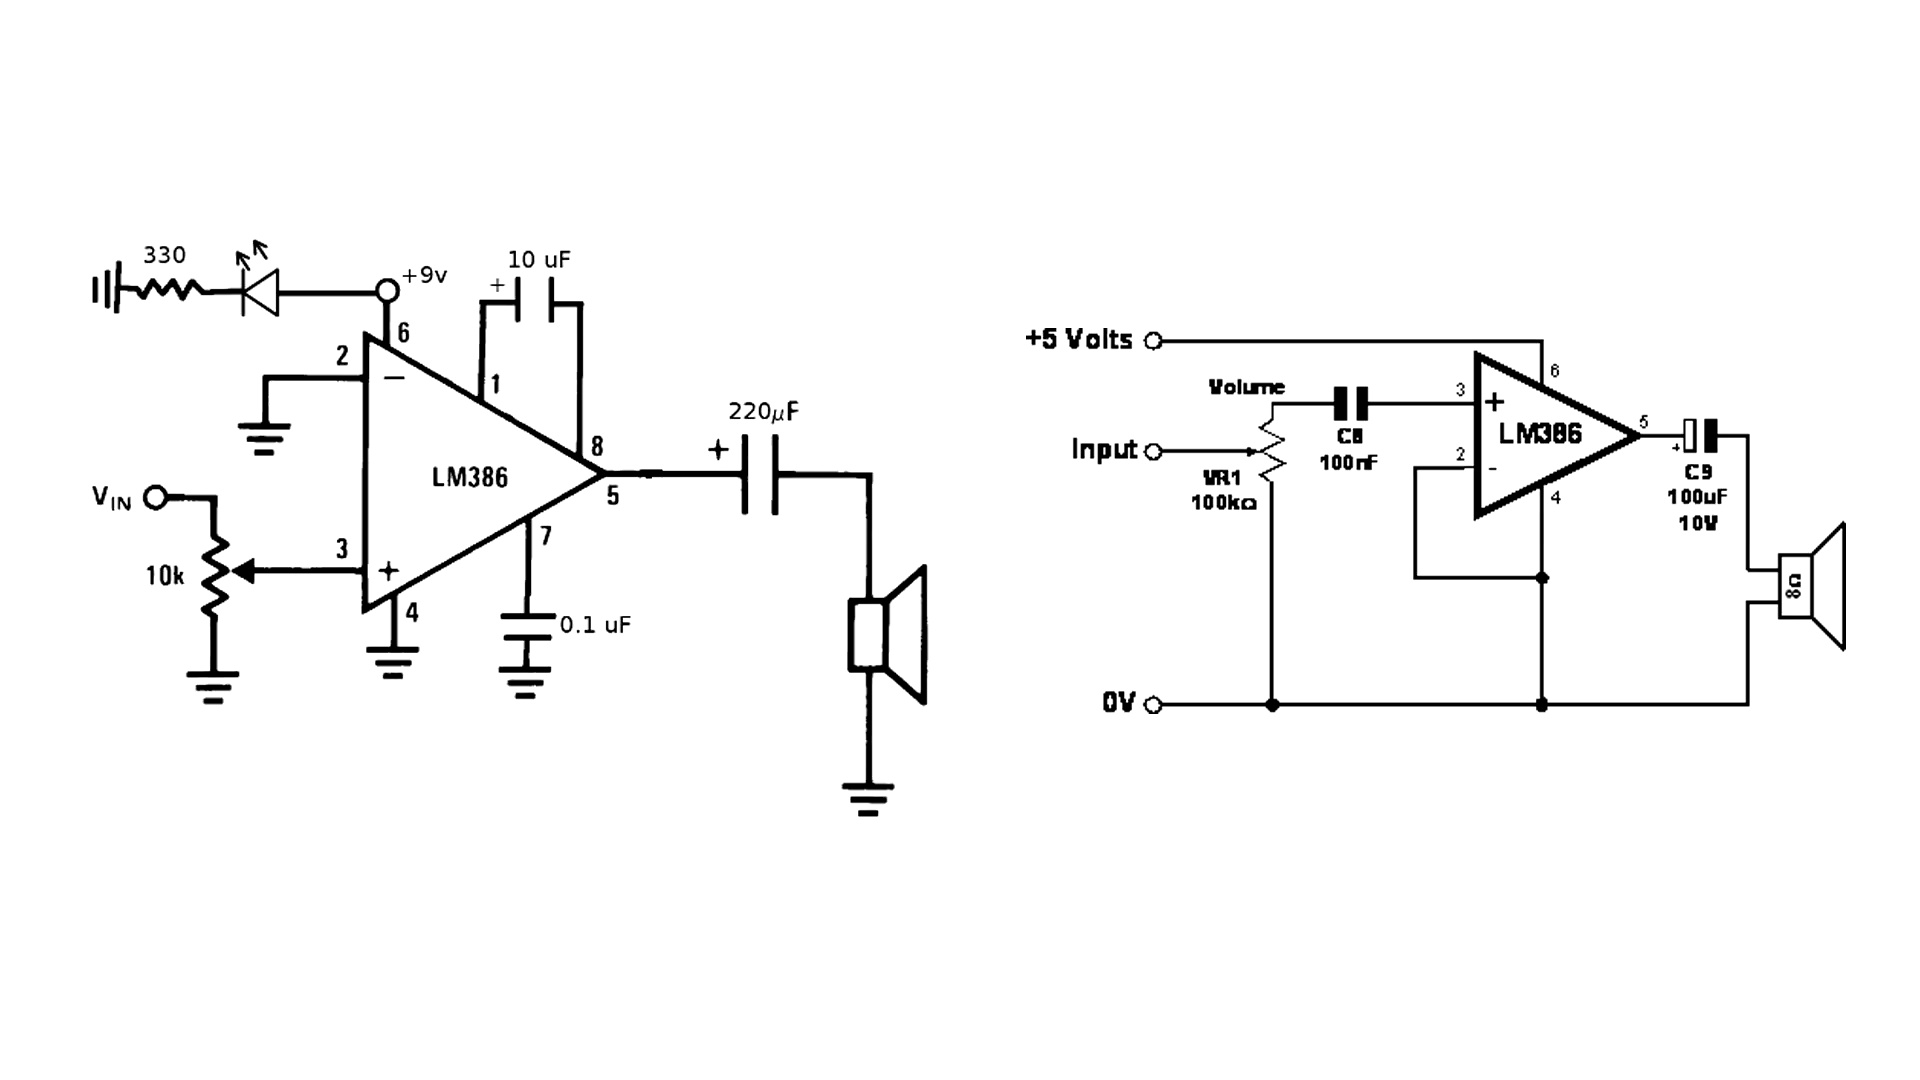 330
+9v
10 uF
+
6
2
−
1
220µF
+
8
LM386
5
VIN
7
3
+
10k
4
0.1 uF
+5 Volts
6
Volume
3
+
LM386
5
Input
C8
100nF
2
-
+
C9
100uF
10V
VR1
100kΩ
4
8Ω
0V